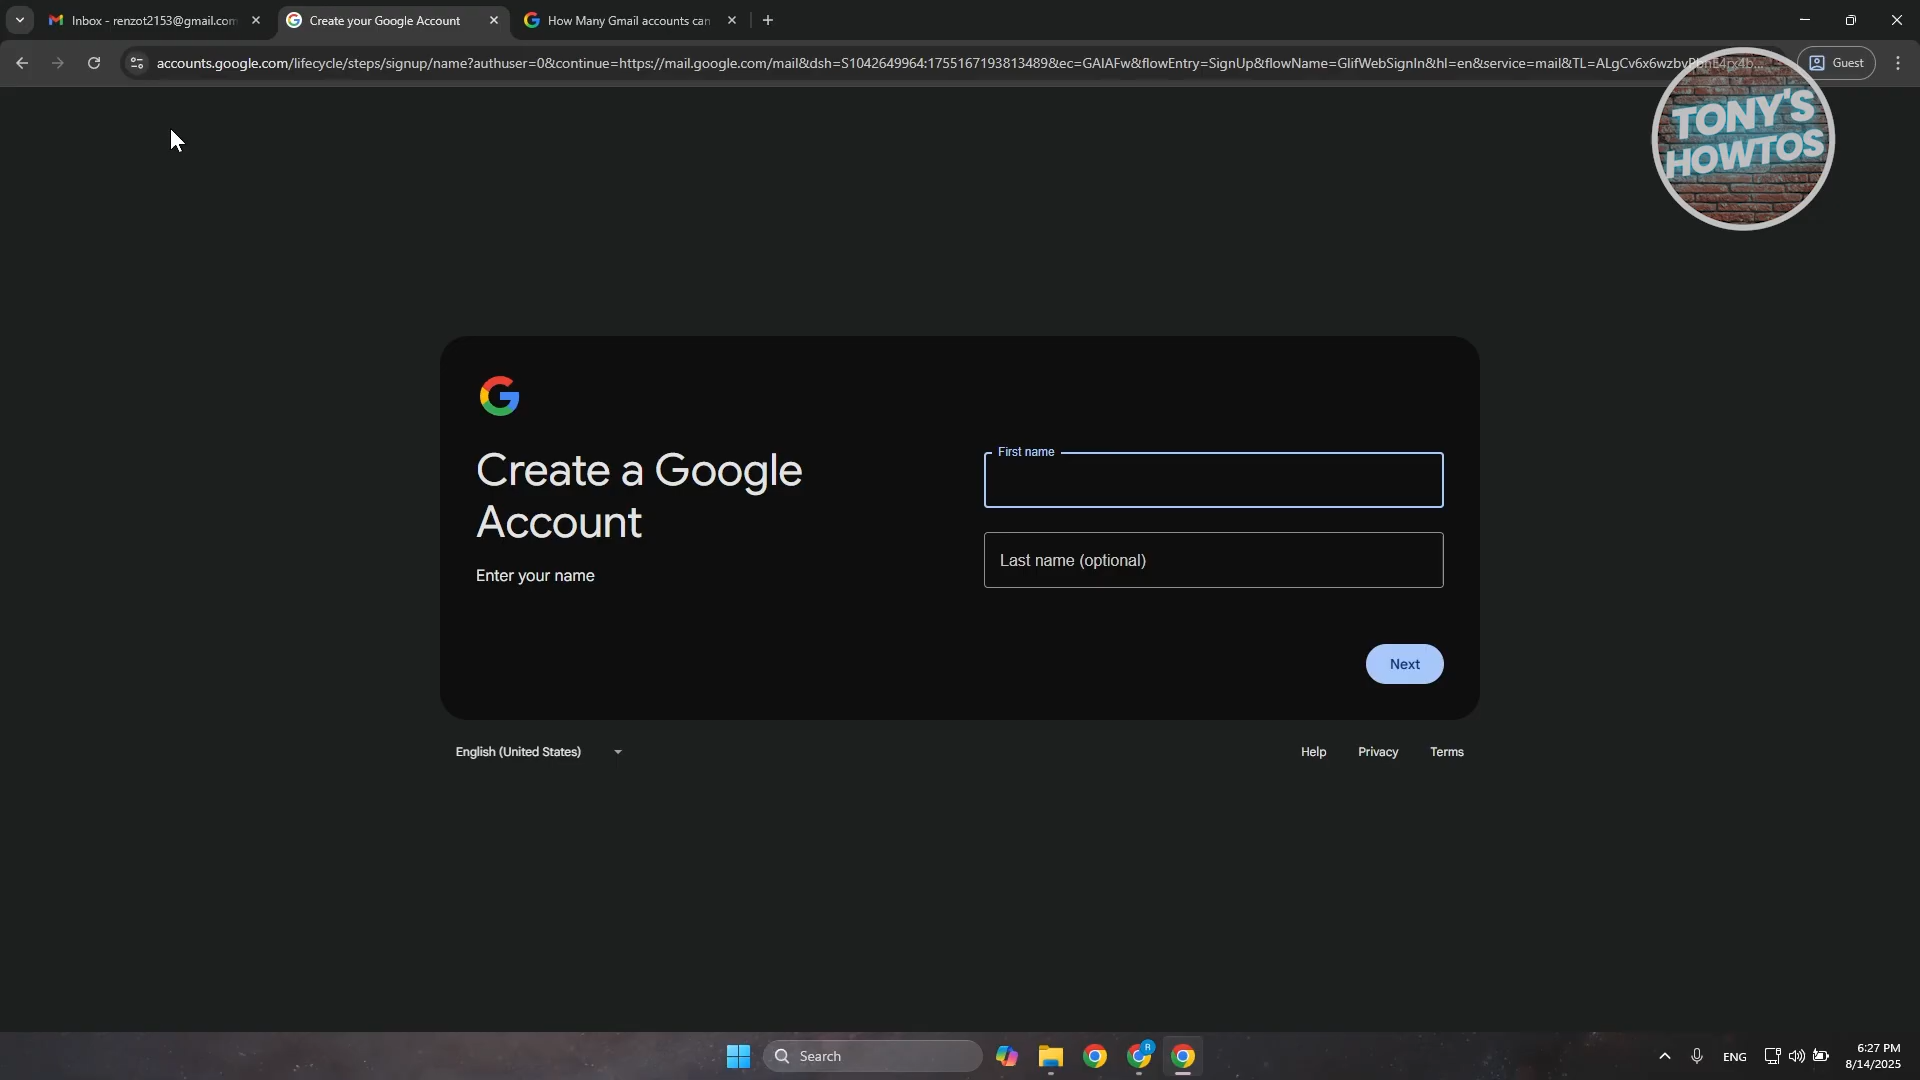 Inbox - renzot2153@gmail.com
Create your Google Account
How Many Gmail accounts can
accounts.google.com/lifecycle/steps/signup/name?authuser=0&continue=https://mail.google.com/mail&dsh=S1042649964:1755167193813489&ec=GAlAFw&flowEntry=SignUp&flowName=GlifWebSignIn&hl=en&service=mail&TL=
Guest
TONY'S
HOWTOS
Create a Google
Account
Enter your name
First name
Last name (optional)
Next
English (United States)
Help
Privacy
Terms
Search
R
ENG
6:27 PM
8/14/2025